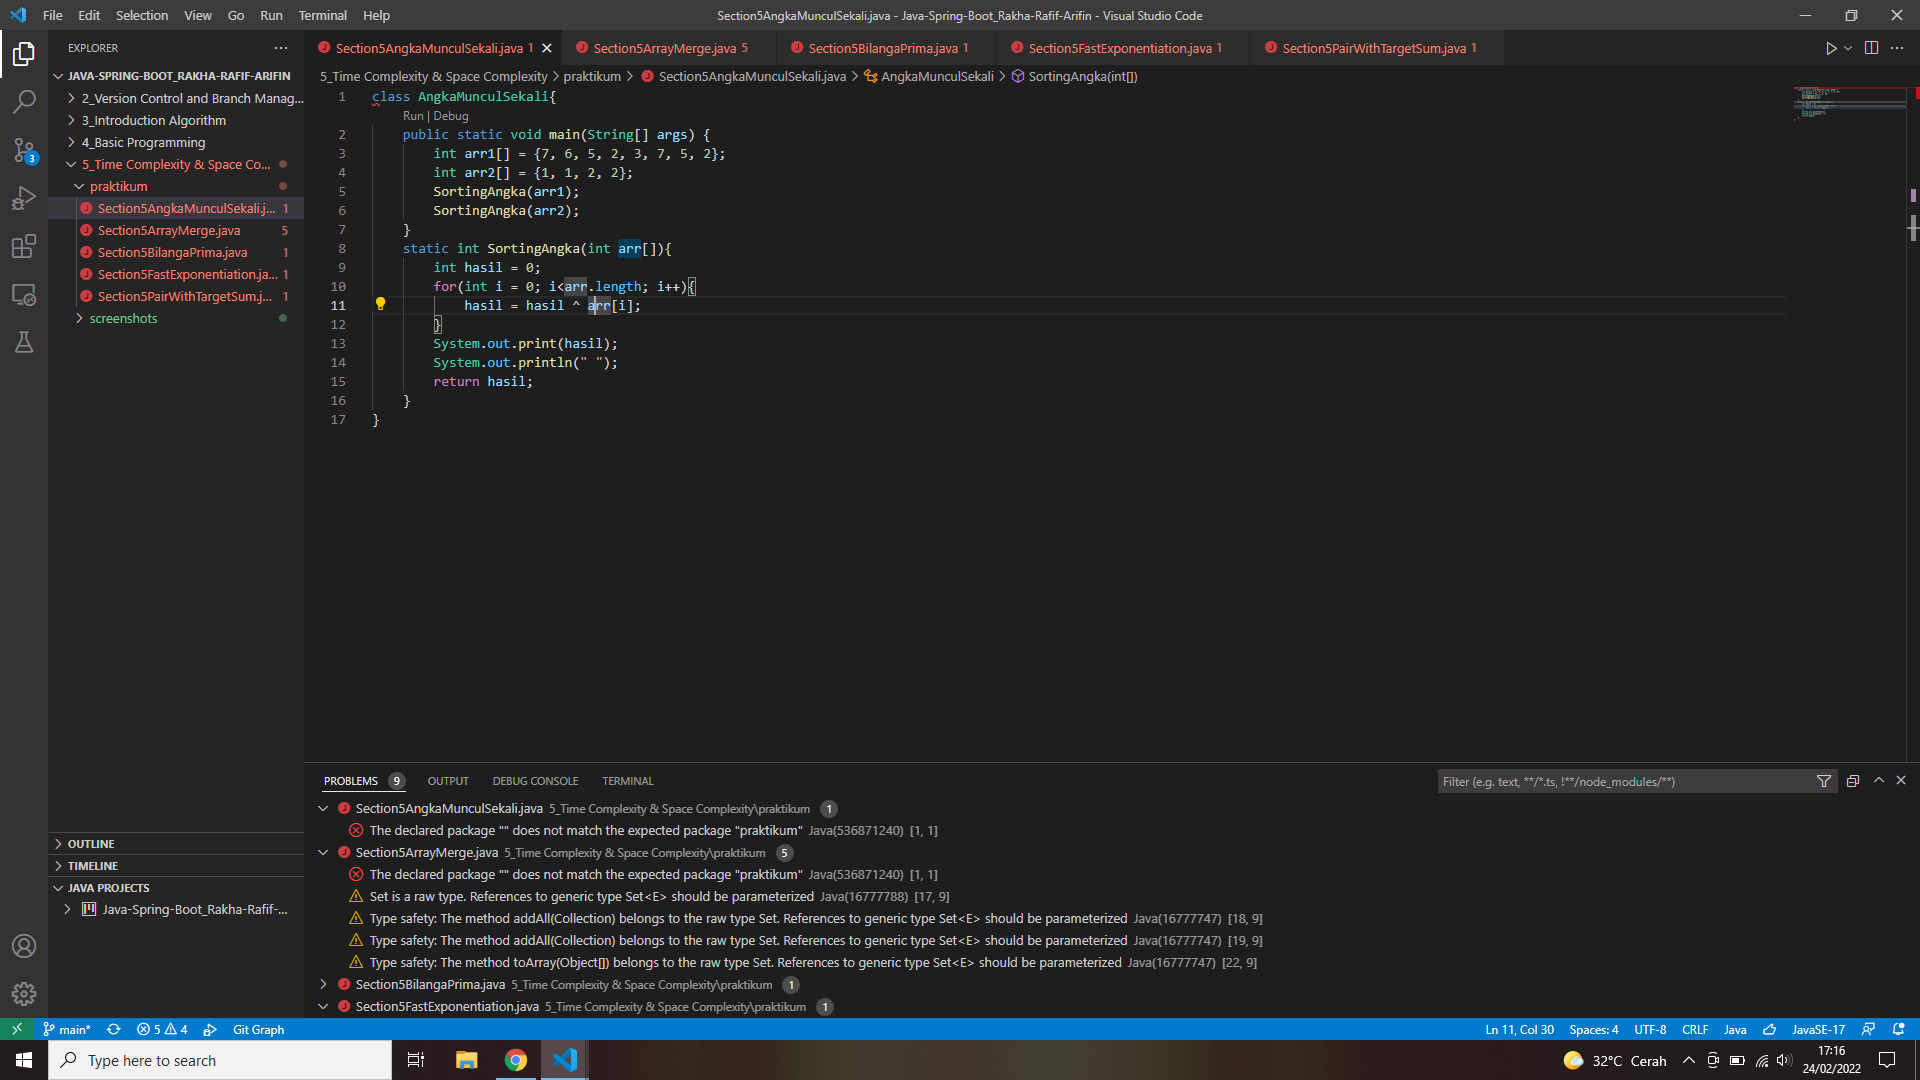 File Edit Selection View Go Run Terminal Help
Section5AngkaMunculSekali.java - Java-Spring-Boot_Rakha-Rafif-Arifin - Visual Studio Code
EXPLORER
JAVA-SPRING-BOOT_RAKHA-RAFIF-ARIFIN
2_Version Control and Branch Manag...
3_Introduction Algorithm
4_Basic Programming
5_Time Complexity & Space Co...
praktikum
Section5AngkaMunculSekali.j... 1
Section5ArrayMerge.java 5
Section5BilangaPrima.java 1
Section5FastExponentiation.ja... 1
Section5PairWithTargetSum.j... 1
screenshots
3
OUTLINE
TIMELINE
JAVA PROJECTS
Java-Spring-Boot_Rakha-Rafif-...
Section5AngkaMunculSekali.java 1 Section5ArrayMerge.java 5 Section5BilangaPrima.java 1 Section5FastExponentiation.java 1 Section5PairWithTargetSum.java 1
5_Time Complexity & Space Complexity > praktikum > Section5AngkaMunculSekali.java > AngkaMunculSekali > SortingAngka(int[])
1 class AngkaMunculSekali{
Run | Debug
2 public static void main(String[] args) {
3 int arr1[] = {7, 6, 5, 2, 3, 7, 5, 2};
4 int arr2[] = {1, 1, 2, 2};
5 SortingAngka(arr1);
6 SortingAngka(arr2);
7 }
8 static int SortingAngka(int arr[]){
9 int hasil = 0;
10 for(int i = 0; i<arr.length; i++){
11 hasil = hasil ^ arr[i];
12 }
13 System.out.print(hasil);
14 System.out.println(" ");
15 return hasil;
16 }
17 }
PROBLEMS 9 OUTPUT DEBUG CONSOLE TERMINAL
Filter (e.g. text, **/*.ts, !**/node_modules/**)
Section5AngkaMunculSekali.java 5_Time Complexity & Space Complexity\praktikum 1
The declared package "" does not match the expected package "praktikum" Java(536871240) [1, 1]
Section5ArrayMerge.java 5_Time Complexity & Space Complexity\praktikum 5
The declared package "" does not match the expected package "praktikum" Java(536871240) [1, 1]
Set is a raw type. References to generic type Set<E> should be parameterized Java(16777788) [17, 9]
Type safety: The method addAll(Collection) belongs to the raw type Set. References to generic type Set<E> should be parameterized Java(16777747) [18, 9]
Type safety: The method addAll(Collection) belongs to the raw type Set. References to generic type Set<E> should be parameterized Java(16777747) [19, 9]
Type safety: The method toArray(Object[]) belongs to the raw type Set. References to generic type Set<E> should be parameterized Java(16777747) [22, 9]
Section5BilangaPrima.java 5_Time Complexity & Space Complexity\praktikum 1
Section5FastExponentiation.java 5_Time Complexity & Space Complexity\praktikum 1
main* 5 4 Git Graph
Ln 11, Col 30 Spaces: 4 UTF-8 CRLF Java JavaSE-17
Type here to search
32°C Cerah
17:16
24/02/2022